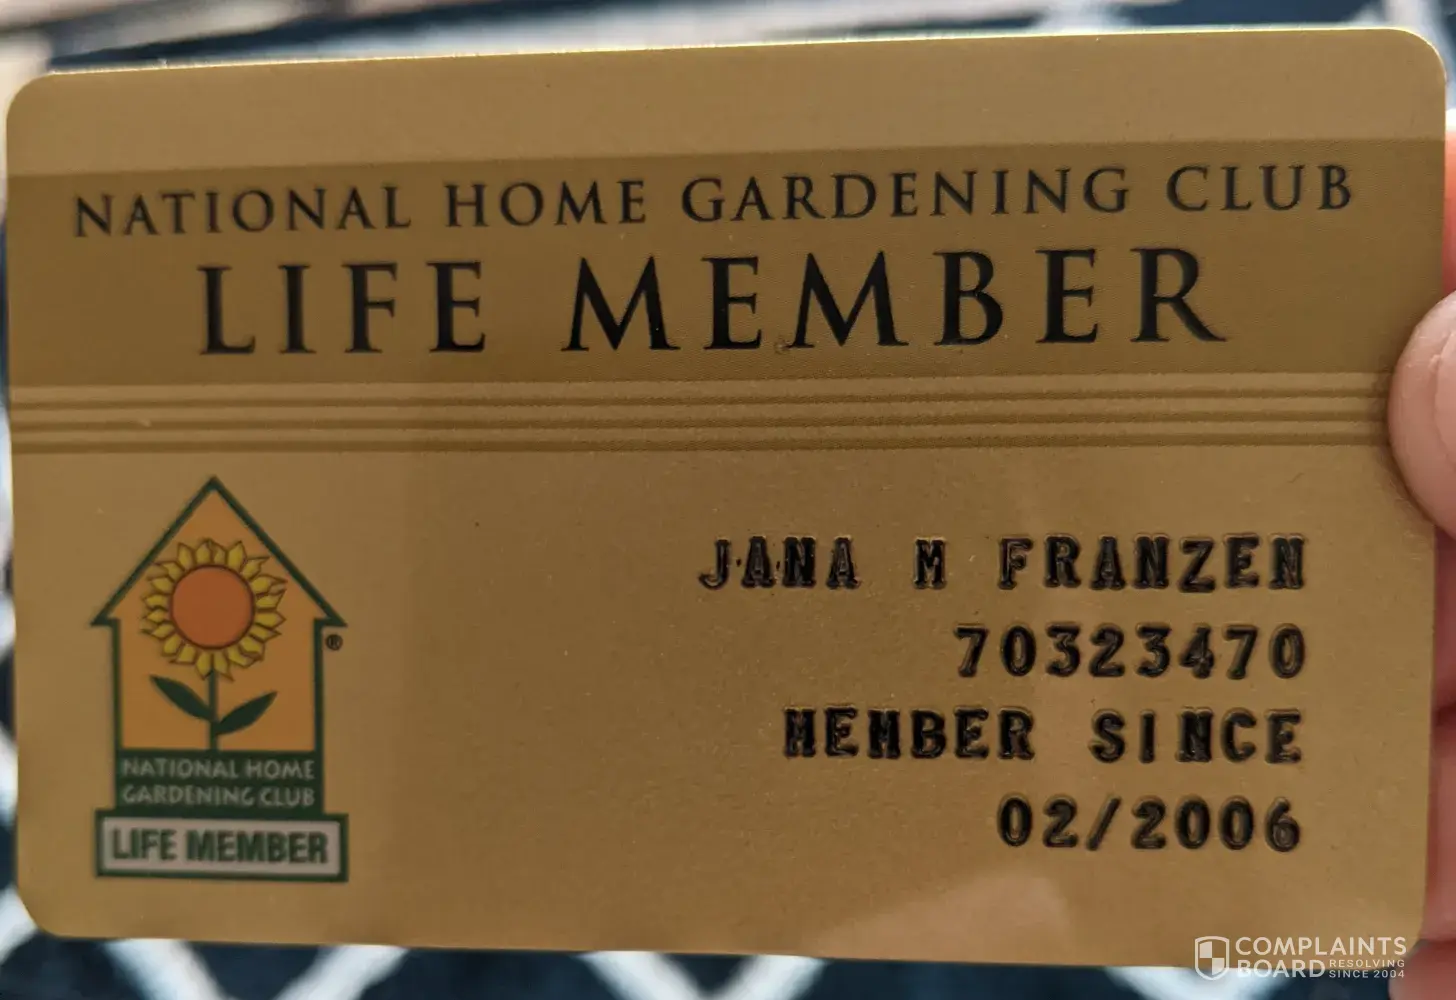 NATIONAL HOME GARDENING CLUB
LIFE MEMBER
JANA M FRANZEN
70323470
MEMBER SINCE
02/2006
®
NATIONAL HOME
GARDENING CLUB
LIFE MEMBER
COMPLAINTS
BOARD RESOLVING
SINCE 2004